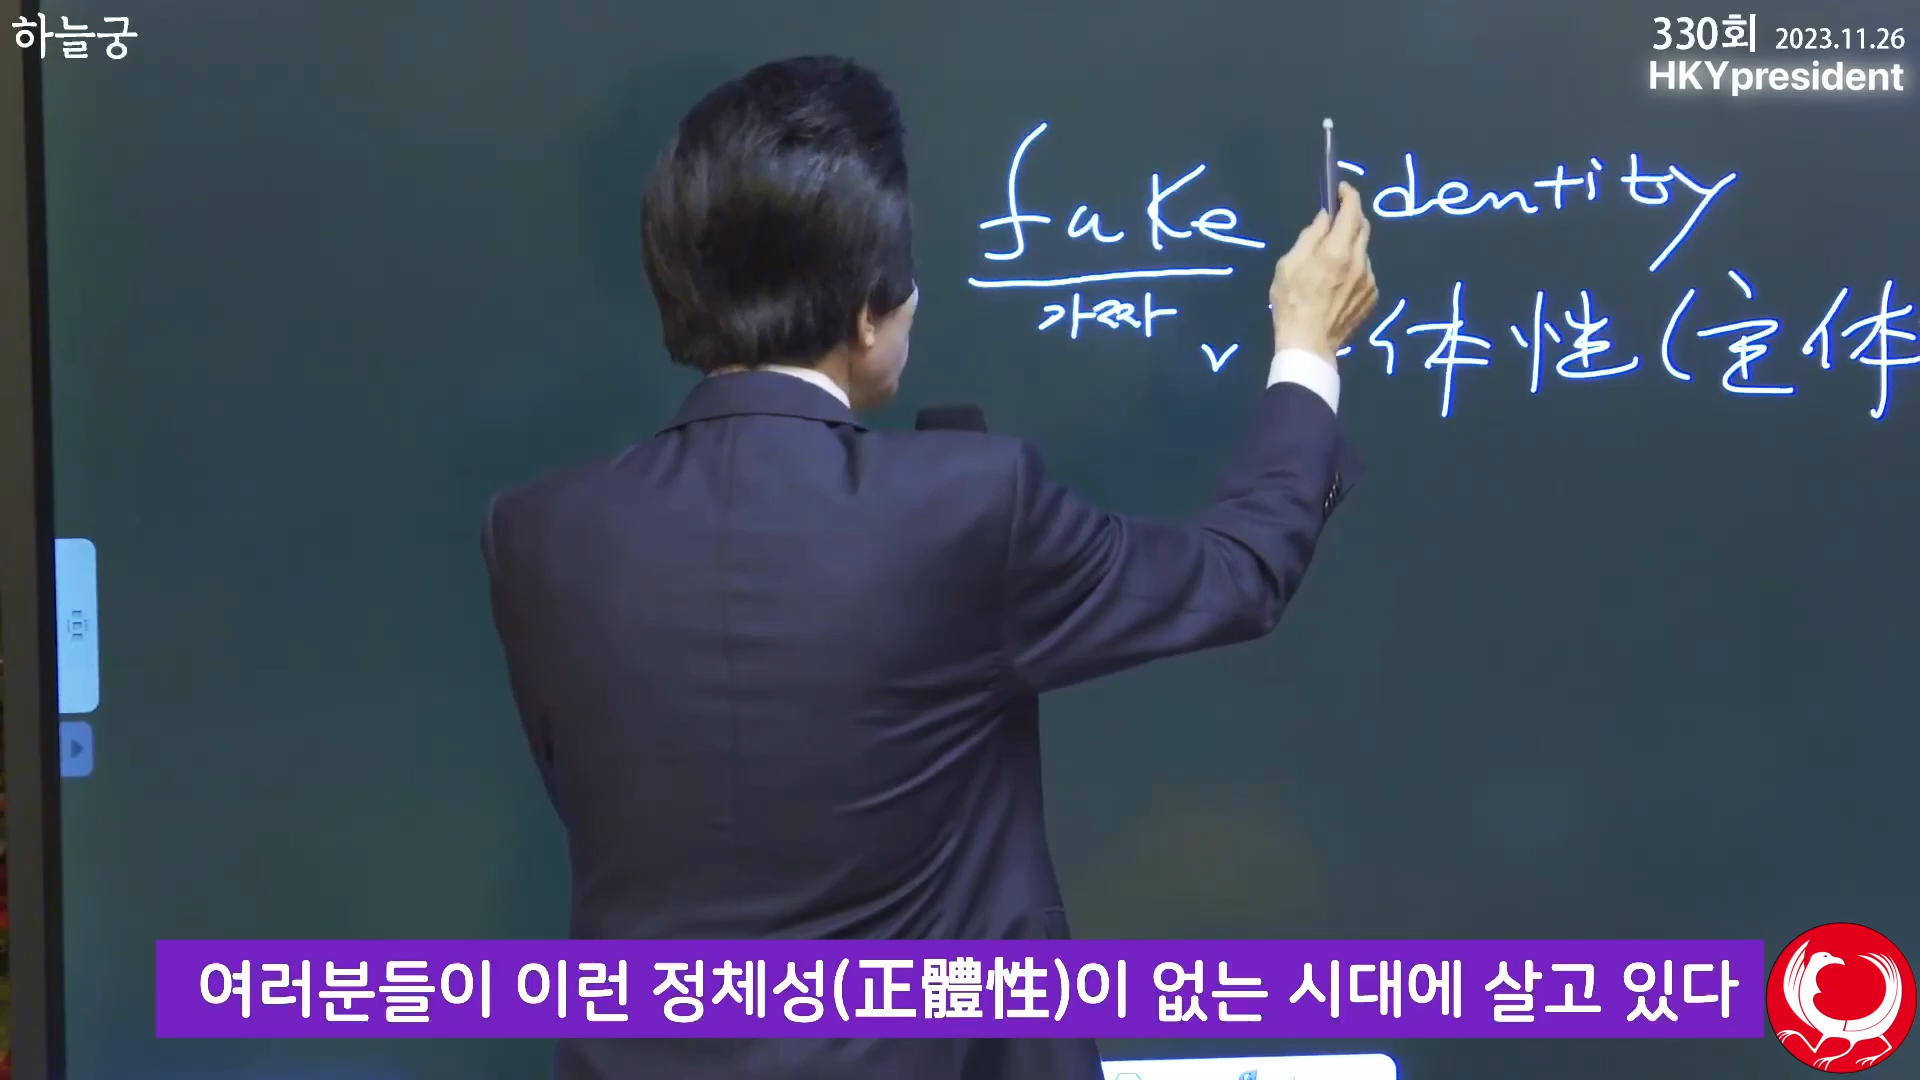 하늘궁
330회 2023.11.26
HKYpresident
fake identity
가짜
体性(定体
여러분들이 이런 정체성(正體性)이 없는 시대에 살고 있다